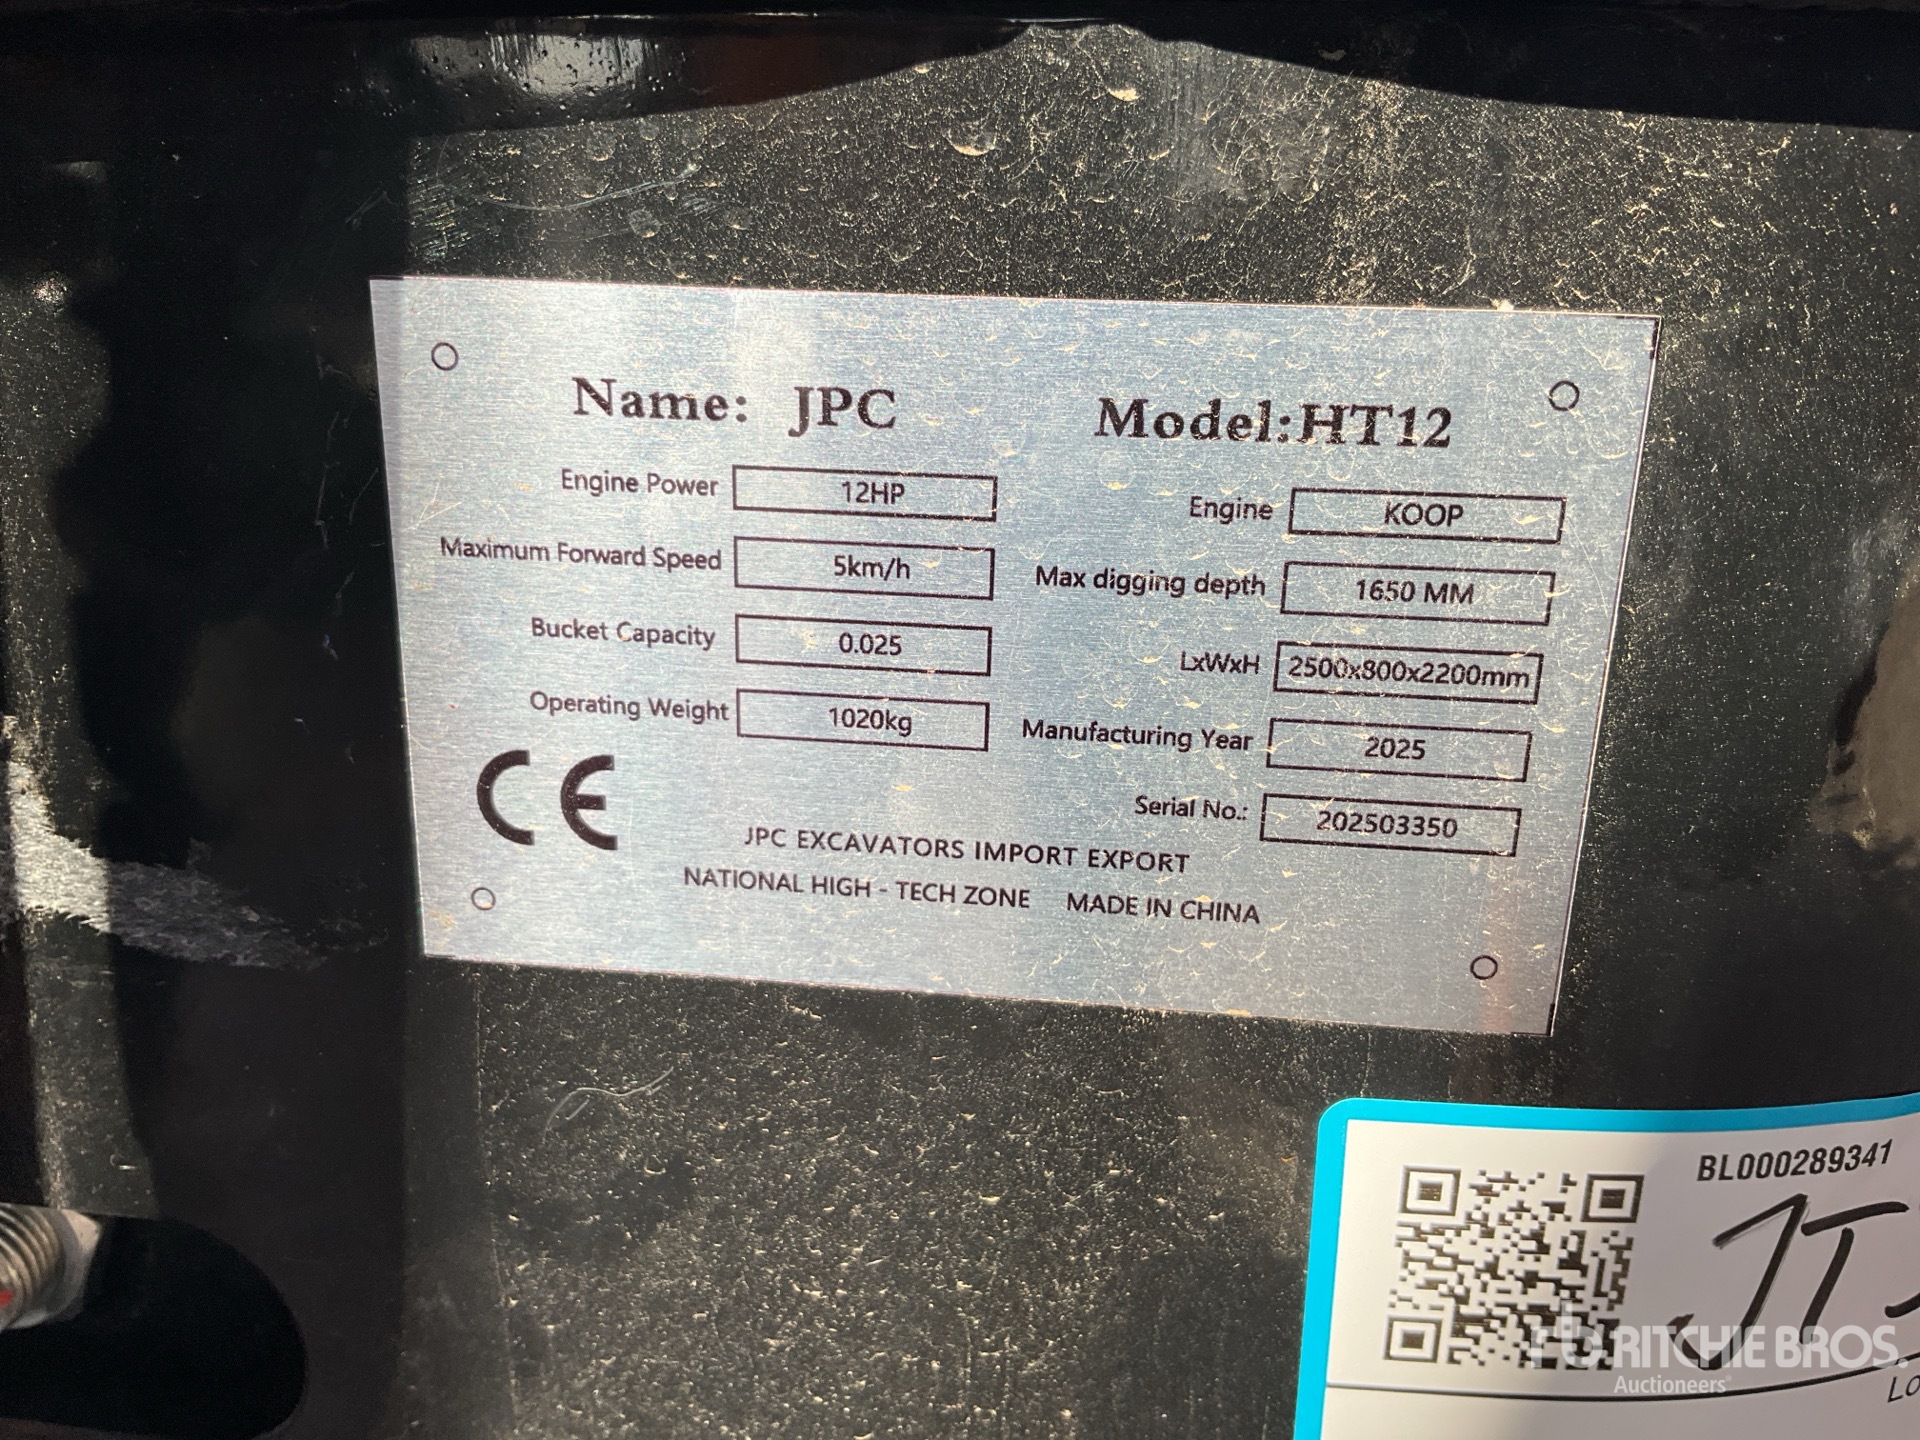 Name: JPC
Model:HT12
Engine Power 12HP
Engine KOOP
Maximum Forward Speed 5km/h
Max digging depth 1650 MM
Bucket Capacity 0.025
LxWxH 2500x800x2200mm
Operating Weight 1020kg
Manufacturing Year 2025
Serial No.: 202503350
CE
JPC EXCAVATORS IMPORT EXPORT
NATIONAL HIGH - TECH ZONE MADE IN CHINA
BL000289341
JT
RITCHIE BROS.
Auctioneers